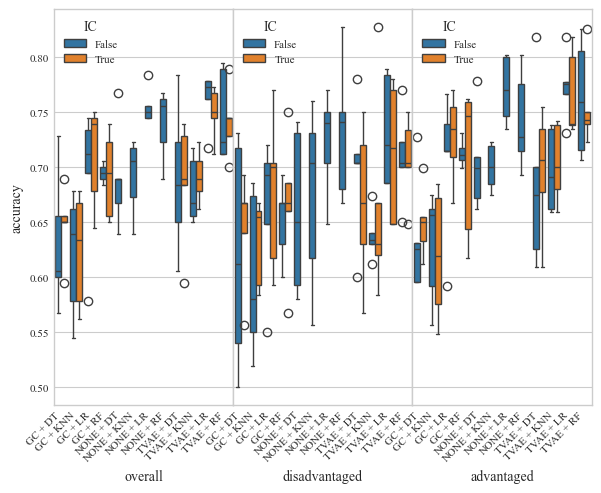 IC
False
True
IC
False
True
IC
False
True
accuracy
0.80
0.75
0.70
0.65
0.60
0.55
0.50
GC + DT
GC + KNN
GC + LR
GC + RF
NONE + DT
NONE + KNN
NONE + LR
NONE + RF
TVAE + DT
TVAE + KNN
TVAE + LR
TVAE + RF
GC + DT
GC + KNN
GC + LR
GC + RF
NONE + DT
NONE + KNN
NONE + LR
NONE + RF
TVAE + DT
TVAE + KNN
TVAE + LR
TVAE + RF
GC + DT
GC + KNN
GC + LR
GC + RF
NONE + DT
NONE + KNN
NONE + LR
NONE + RF
TVAE + DT
TVAE + KNN
TVAE + LR
TVAE + RF
overall
disadvantaged
advantaged